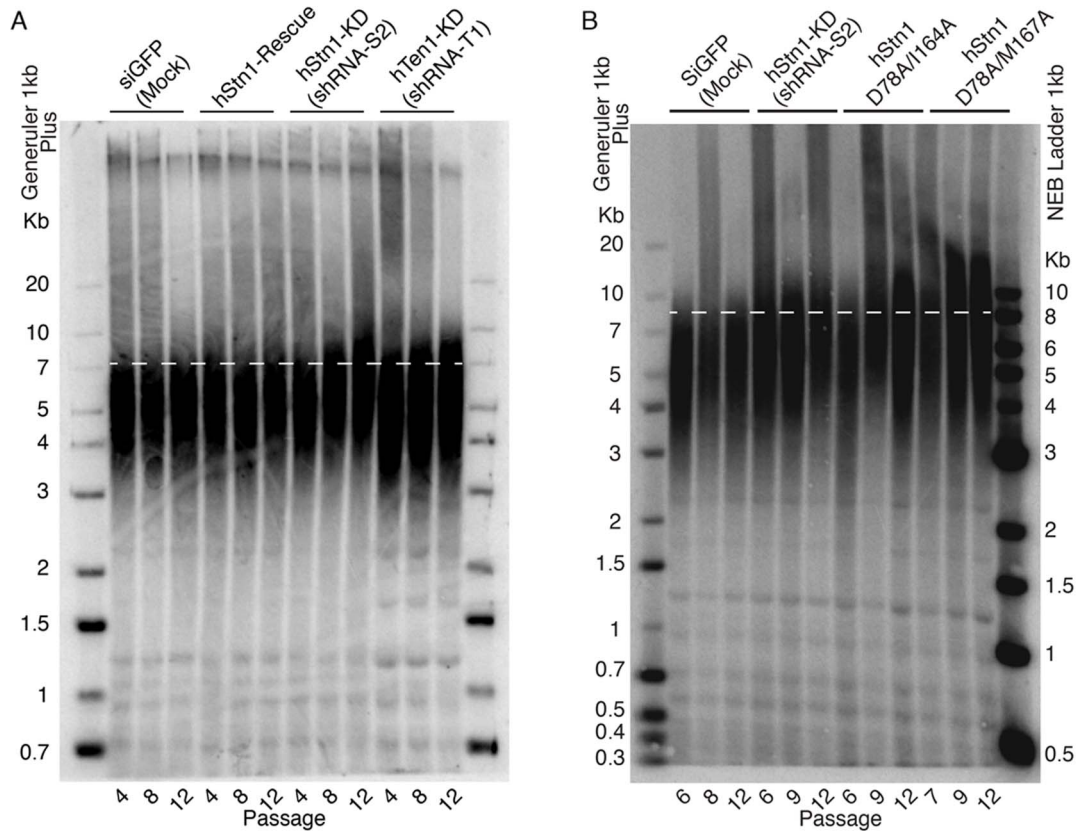 A
Generuler 1kb
Plus
siGFP
(Mock)
hStn1-Rescue
hStn1-KD
(shRNA-S2)
hTen1-KD
(shRNA-T1)
Kb
20
10
7
5
4
3
2
1.5
1
0.7
4 8 12 4 8 12 4 8 12 4 8 12
Passage
B
Generuler 1kb
Plus
SiGFP
(Mock)
hStn1-KD
(shRNA-S2)
hStn1
D78A/I164A
hStn1
D78A/M167A
NEB Ladder 1kb
Kb
20
10
7
5
4
3
2
1.5
1
0.7
0.5
0.4
0.3
Kb
10
8
6
5
4
3
2
1.5
1
0.5
6 8 12 6 9 12 6 9 12 7 9 12
Passage